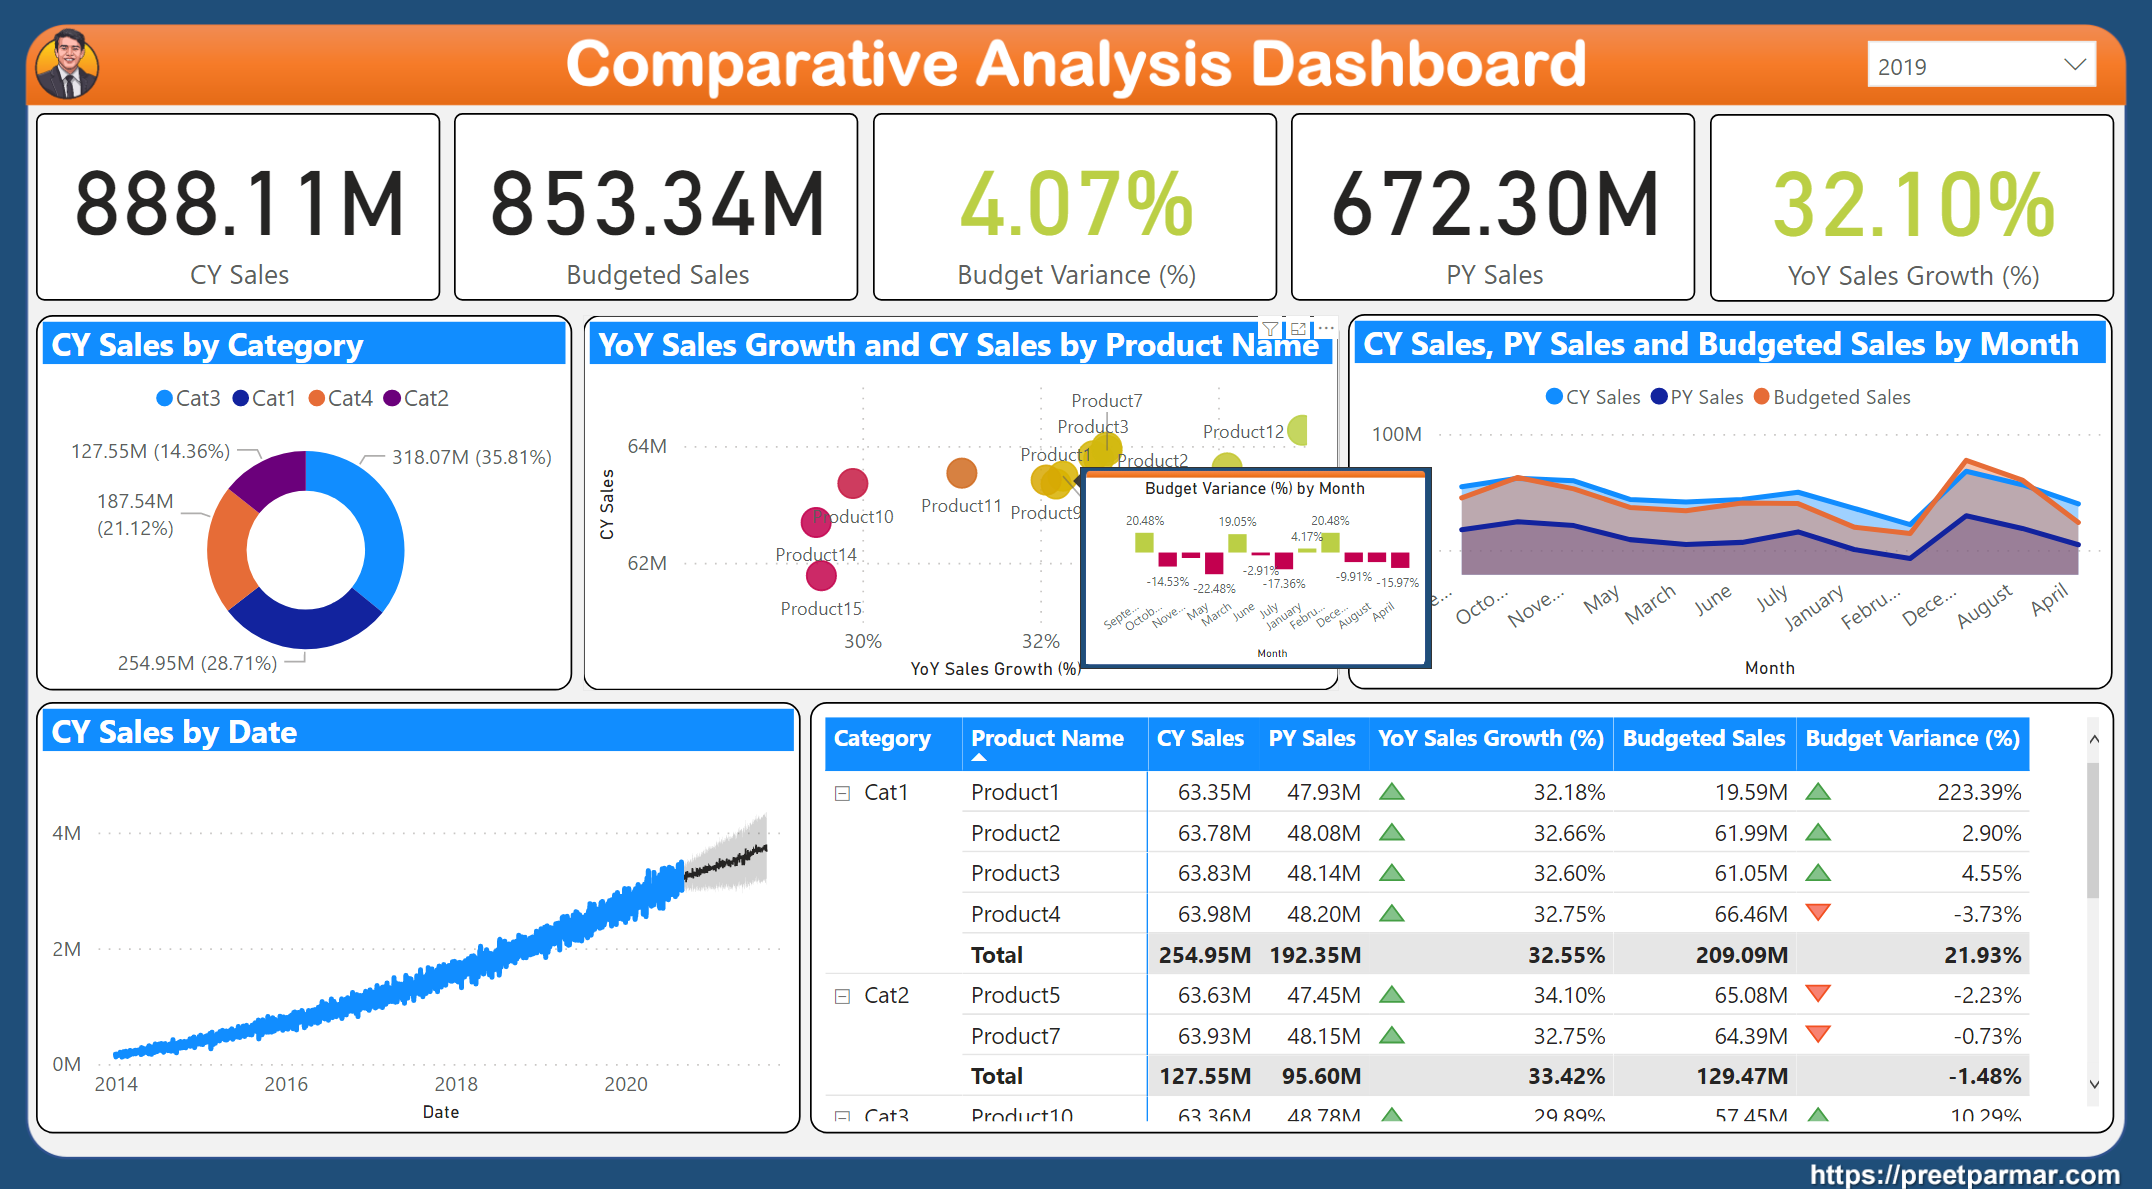 Comparative Analysis Dashboard
2019
888.11M
CY Sales
853.34M
Budgeted Sales
4.07%
Budget Variance (%)
672.30M
PY Sales
32.10%
YoY Sales Growth (%)
CY Sales by Category
Cat3 Cat1 Cat4 Cat2
127.55M (14.36%)
318.07M (35.81%)
187.54M
(21.12%)
254.95M (28.71%)
YoY Sales Growth and CY Sales by Product Name
CY Sales
64M
62M
Product7
Product3
Product12
Product1
Product2
Product11
Product9
Product10
Product14
Product15
30% 32%
YoY Sales Growth (%)
Budget Variance (%) by Month
20.48% 19.05% 20.48%
4.17%
-14.53% -22.48% -2.91% -17.36% -9.91% -15.97%
Septe... Octob... Nove... May March June July January Febru... Dece... August April
Month
CY Sales, PY Sales and Budgeted Sales by Month
CY Sales PY Sales Budgeted Sales
100M
e... Octo... Nove... May March June July January Febru... Dece... August April
Month
CY Sales by Date
4M
2M
0M
2014 2016 2018 2020
Date
Category Product Name CY Sales PY Sales YoY Sales Growth (%) Budgeted Sales Budget Variance (%)
Cat1 Product1 63.35M 47.93M 32.18% 19.59M 223.39%
Product2 63.78M 48.08M 32.66% 61.99M 2.90%
Product3 63.83M 48.14M 32.60% 61.05M 4.55%
Product4 63.98M 48.20M 32.75% 66.46M -3.73%
Total 254.95M 192.35M 32.55% 209.09M 21.93%
Cat2 Product5 63.63M 47.45M 34.10% 65.08M -2.23%
Product7 63.93M 48.15M 32.75% 64.39M -0.73%
Total 127.55M 95.60M 33.42% 129.47M -1.48%
Cat3 Product10 63.36M 48.78M 29.89% 57.45M 10.29%
https://preetparmar.com